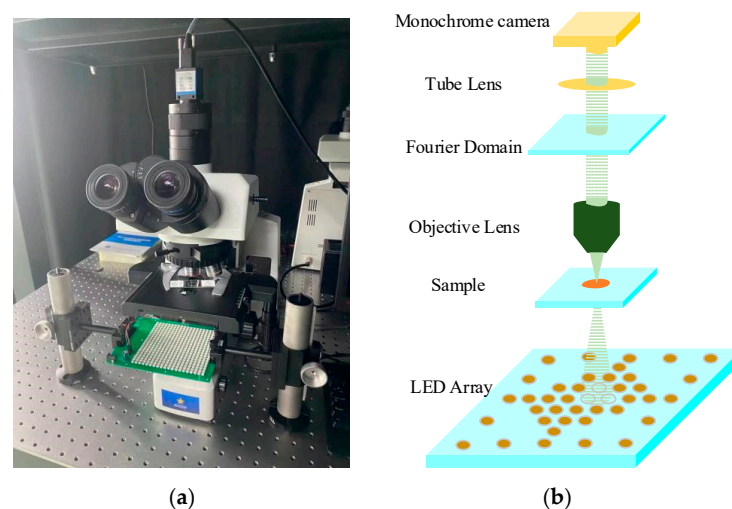 Monochrome camera
Tube Lens
Fourier Domain
Objective Lens
Sample
LED Array
(a)
(b)